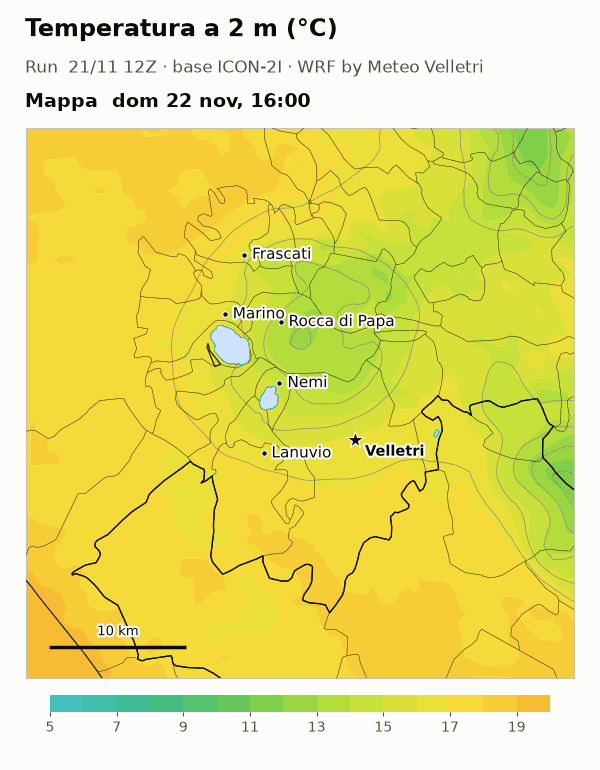 Temperatura a 2 m (°C)
Run 21/11 12Z · base ICON-2I · WRF by Meteo Velletri
Mappa dom 22 nov, 16:00
Frascati
Marino
Rocca di Papa
Nemi
Velletri
Lanuvio
10 km
5 7 9 11 13 15 17 19